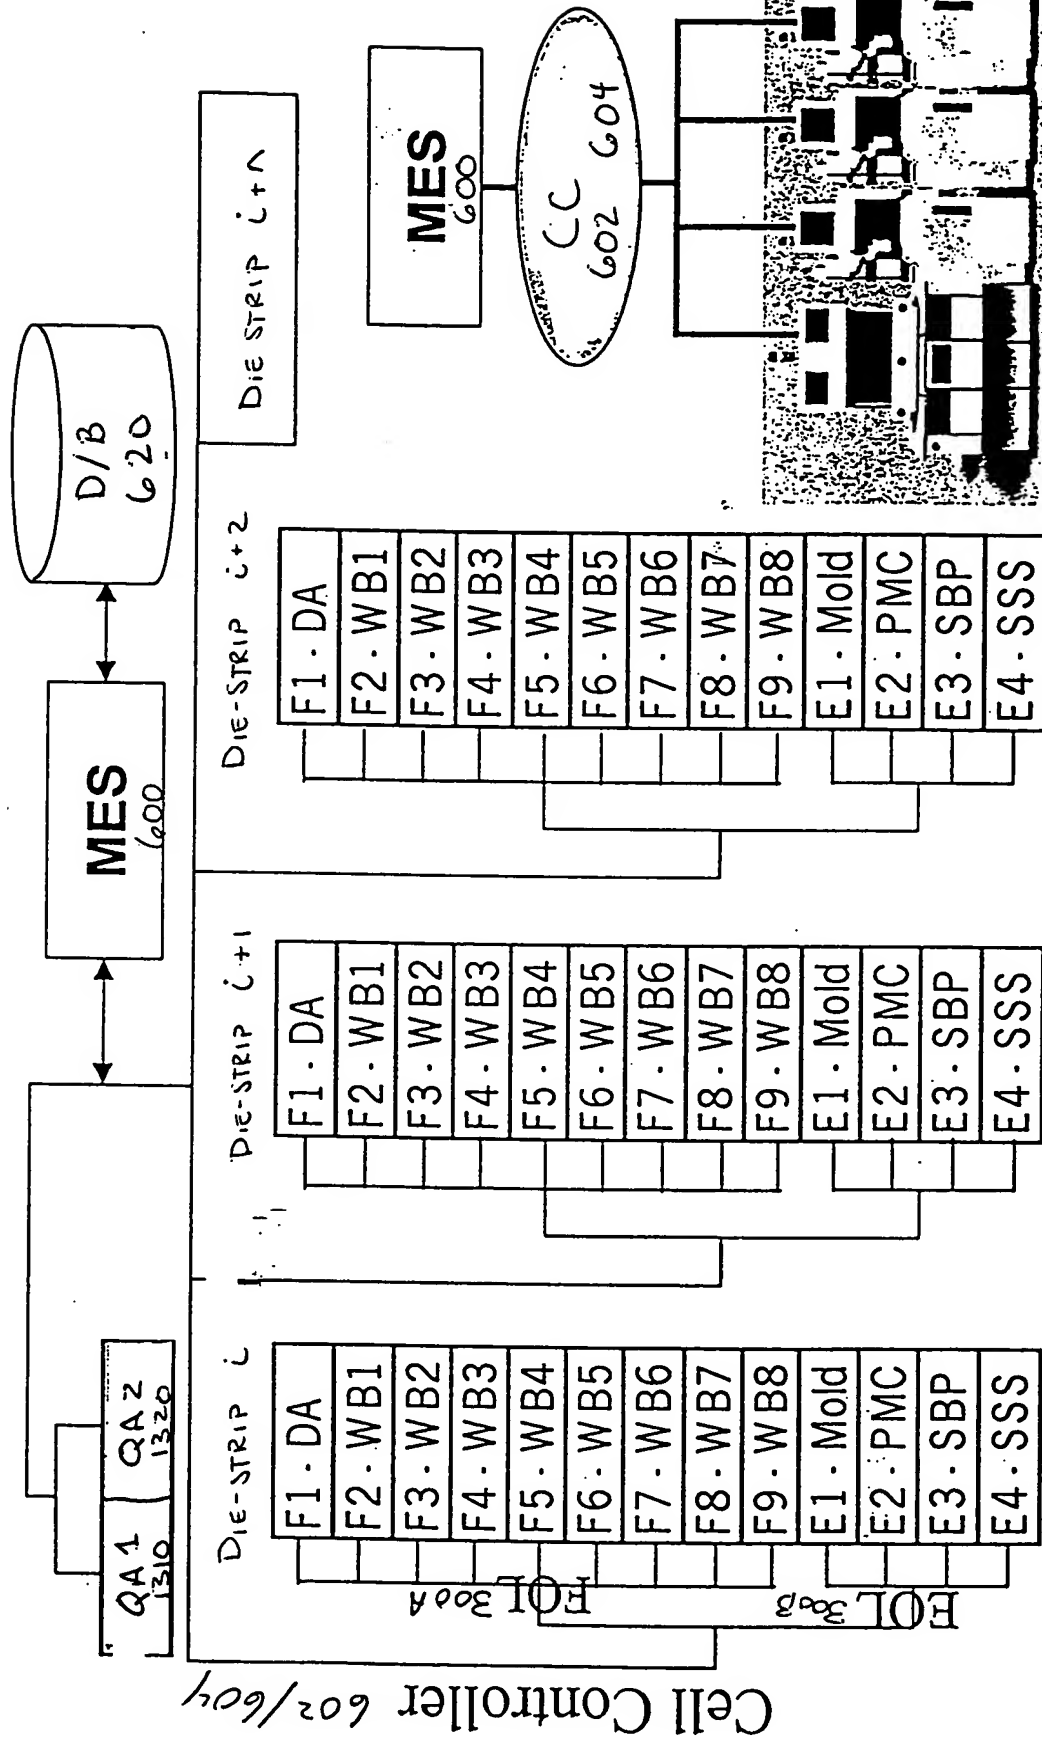 D/B
620
MES
600
QA1
1310
QA2
1320
Cell Controller 602/604
DIE-STRIP i
F1·DA
F2·WB1
F3·WB2
F4·WB3
F5·WB4
F6·WB5
F7·WB6
F8·WB7
F9·WB8
E1·Mold
E2·PMC
E3·SBP
E4·SSS
FOL 300A
EOL 300B
DIE-STRIP i+1
F1·DA
F2·WB1
F3·WB2
F4·WB3
F5·WB4
F6·WB5
F7·WB6
F8·WB7
F9·WB8
E1·Mold
E2·PMC
E3·SBP
E4·SSS
DIE-STRIP i+2
F1·DA
F2·WB1
F3·WB2
F4·WB3
F5·WB4
F6·WB5
F7·WB6
F8·WB7
F9·WB8
E1·Mold
E2·PMC
E3·SBP
E4·SSS
DIE STRIP i+n
MES
600
CC
602 604